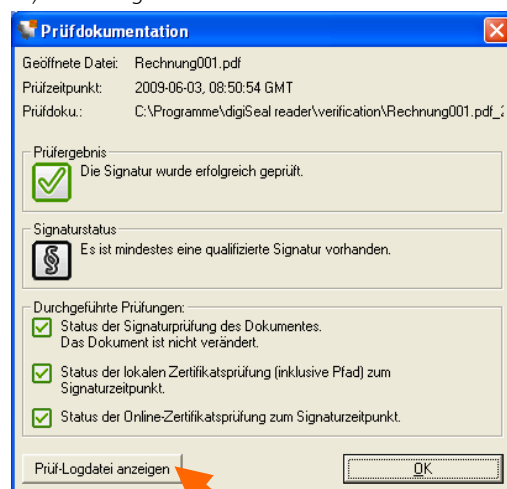 Prüfdokumentation
Geöffnete Datei: Rechnung001.pdf
Prüfzeitpunkt: 2009-06-03, 08:50:54 GMT
Prüfdoku.: C:\Programme\digiSeal reader\verification\Rechnung001.pdf_2
Prüfergebnis
Die Signatur wurde erfolgreich geprüft.
Signaturstatus
§ Es ist mindestes eine qualifizierte Signatur vorhanden.
Durchgeführte Prüfungen:
Status der Signaturprüfung des Dokumentes.
Das Dokument ist nicht verändert.
Status der lokalen Zertifikatsprüfung (inklusive Pfad) zum
Signaturzeitpunkt.
Status der Online-Zertifikatsprüfung zum Signaturzeitpunkt.
Prüf-Logdatei anzeigen OK